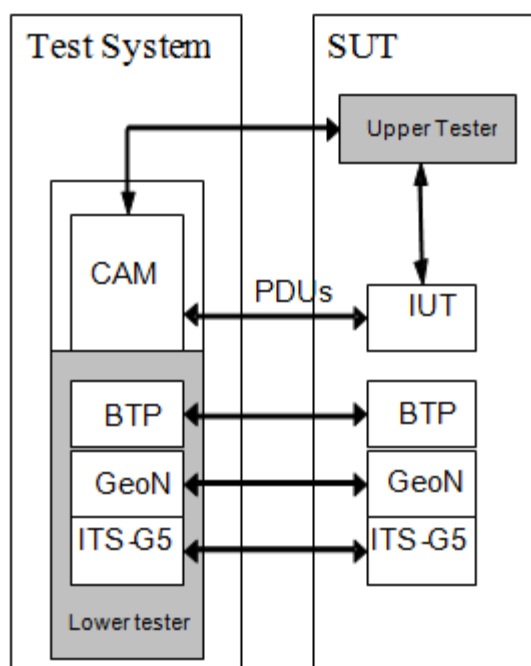 Test System
SUT
Upper Tester
CAM
PDUs
IUT
BTP
BTP
GeoN
GeoN
ITS-G5
ITS-G5
Lower tester